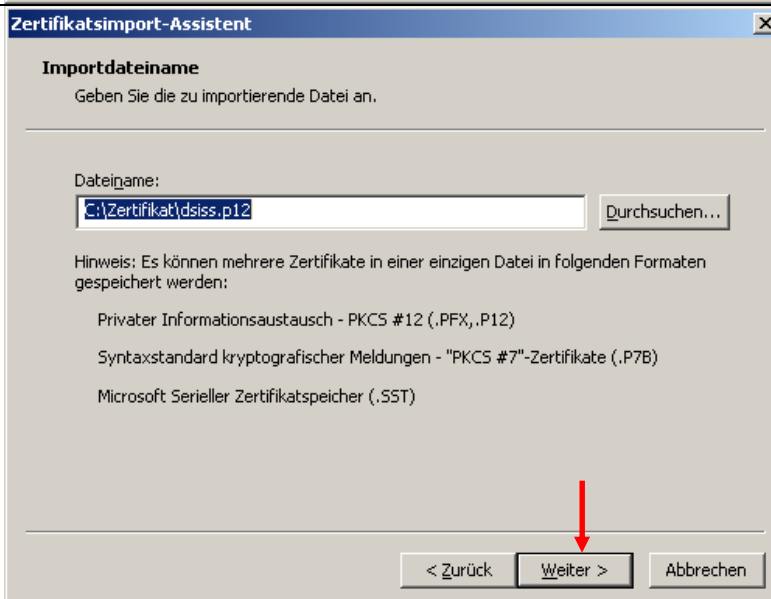 Zertifikatsimport-Assistent
Importdateiname
Geben Sie die zu importierende Datei an.
Dateiname:
C:\Zertifikat\dsiss.p12
Durchsuchen...
Hinweis: Es können mehrere Zertifikate in einer einzigen Datei in folgenden Formaten
gespeichert werden:
Privater Informationsaustausch - PKCS #12 (.PFX,.P12)
Syntaxstandard kryptografischer Meldungen - "PKCS #7"-Zertifikate (.P7B)
Microsoft Serieller Zertifikatspeicher (.SST)
< Zurück
Weiter >
Abbrechen